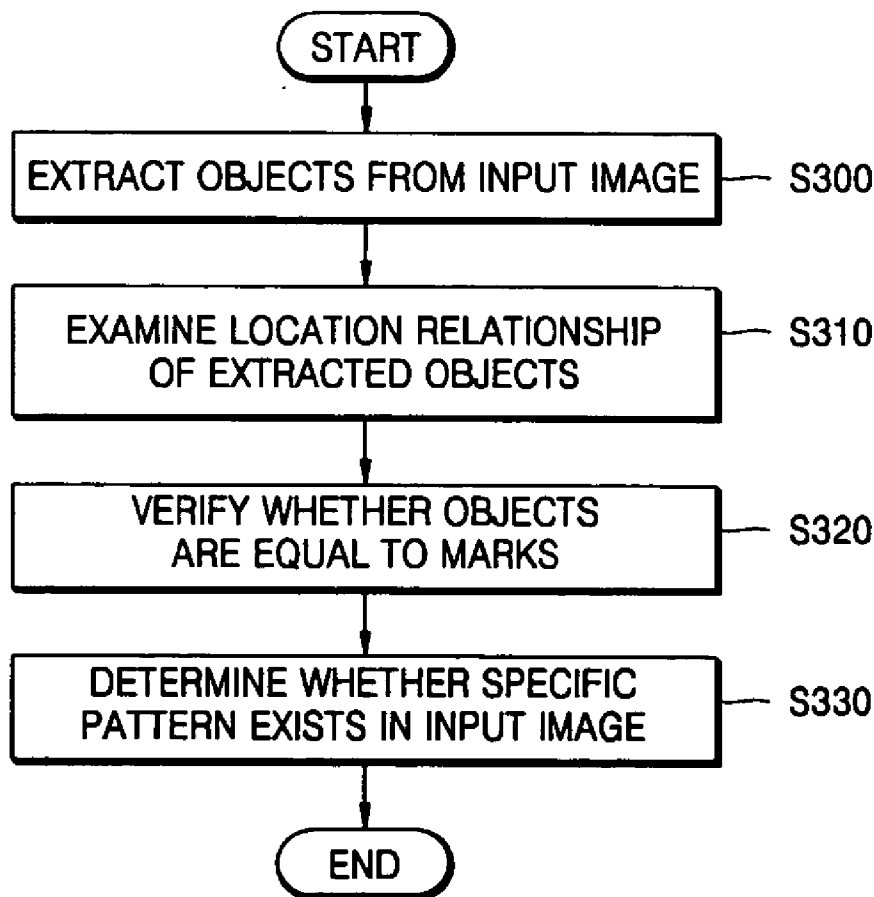 START
EXTRACT OBJECTS FROM INPUT IMAGE
S300
EXAMINE LOCATION RELATIONSHIP
OF EXTRACTED OBJECTS
S310
VERIFY WHETHER OBJECTS
ARE EQUAL TO MARKS
S320
DETERMINE WHETHER SPECIFIC
PATTERN EXISTS IN INPUT IMAGE
S330
END